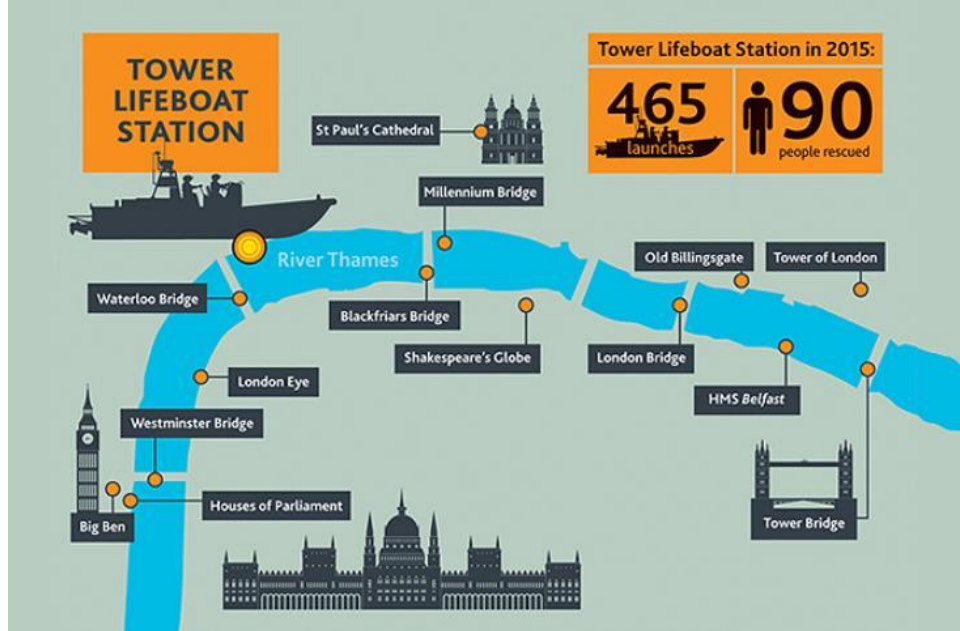 TOWER
LIFEBOAT
STATION
Tower Lifeboat Station in 2015:
465
launches
90
people rescued
St Paul's Cathedral
Millennium Bridge
River Thames
Old Billingsgate
Tower of London
Waterloo Bridge
Blackfriars Bridge
Shakespeare's Globe
London Bridge
London Eye
HMS Belfast
Westminster Bridge
Houses of Parliament
Big Ben
Tower Bridge